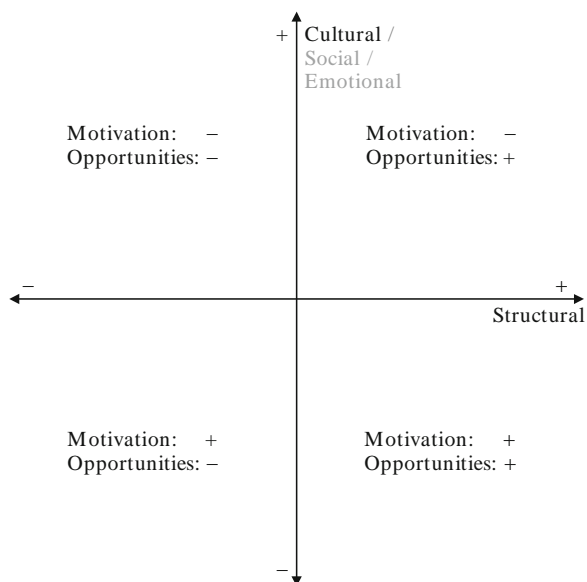 + Cultural /
Social /
Emotional
Motivation: −
Opportunities: −
Motivation: −
Opportunities: +
− +
Structural
Motivation: +
Opportunities: −
Motivation: +
Opportunities: +
−